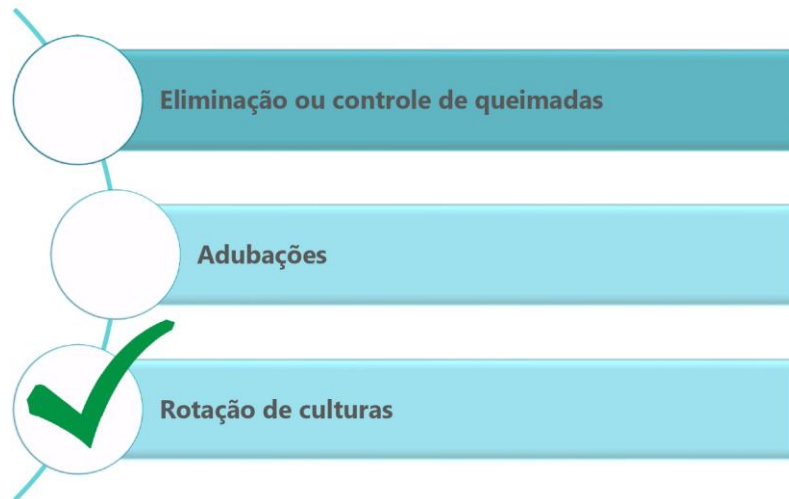 Eliminação ou controle de queimadas
Adubações
Rotação de culturas